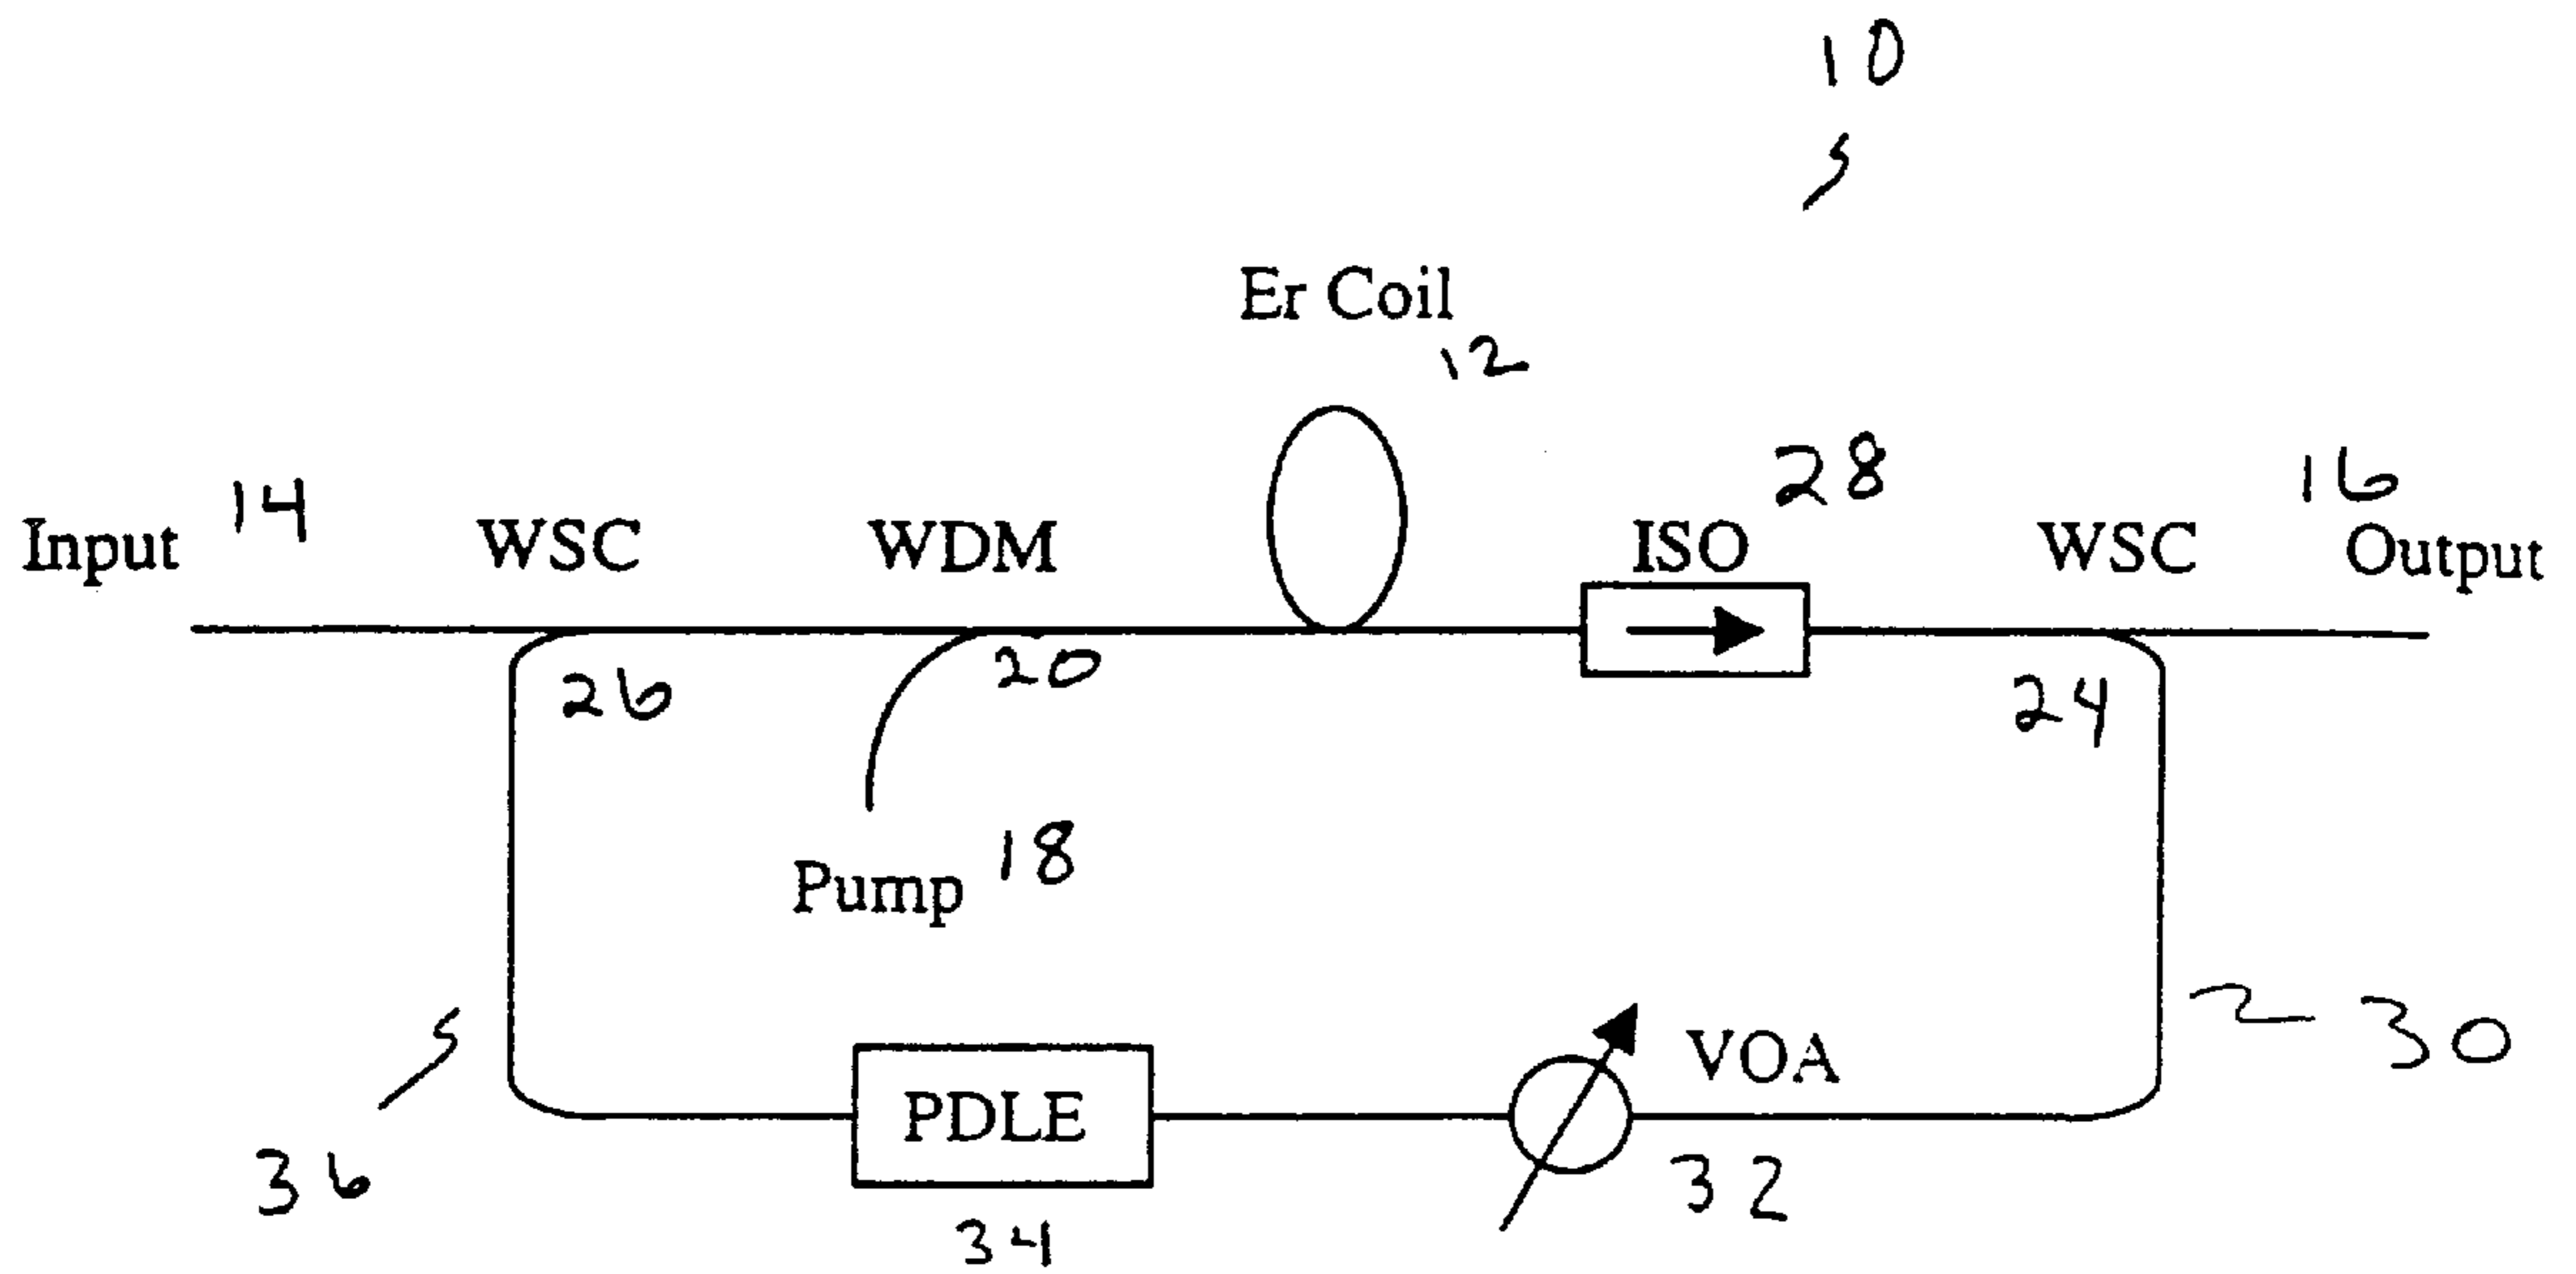 10
Er Coil
12
Input 14 WSC WDM ISO 28 WSC 16 Output
26 20 24
Pump 18
30
VOA
PDLE
36 34 32